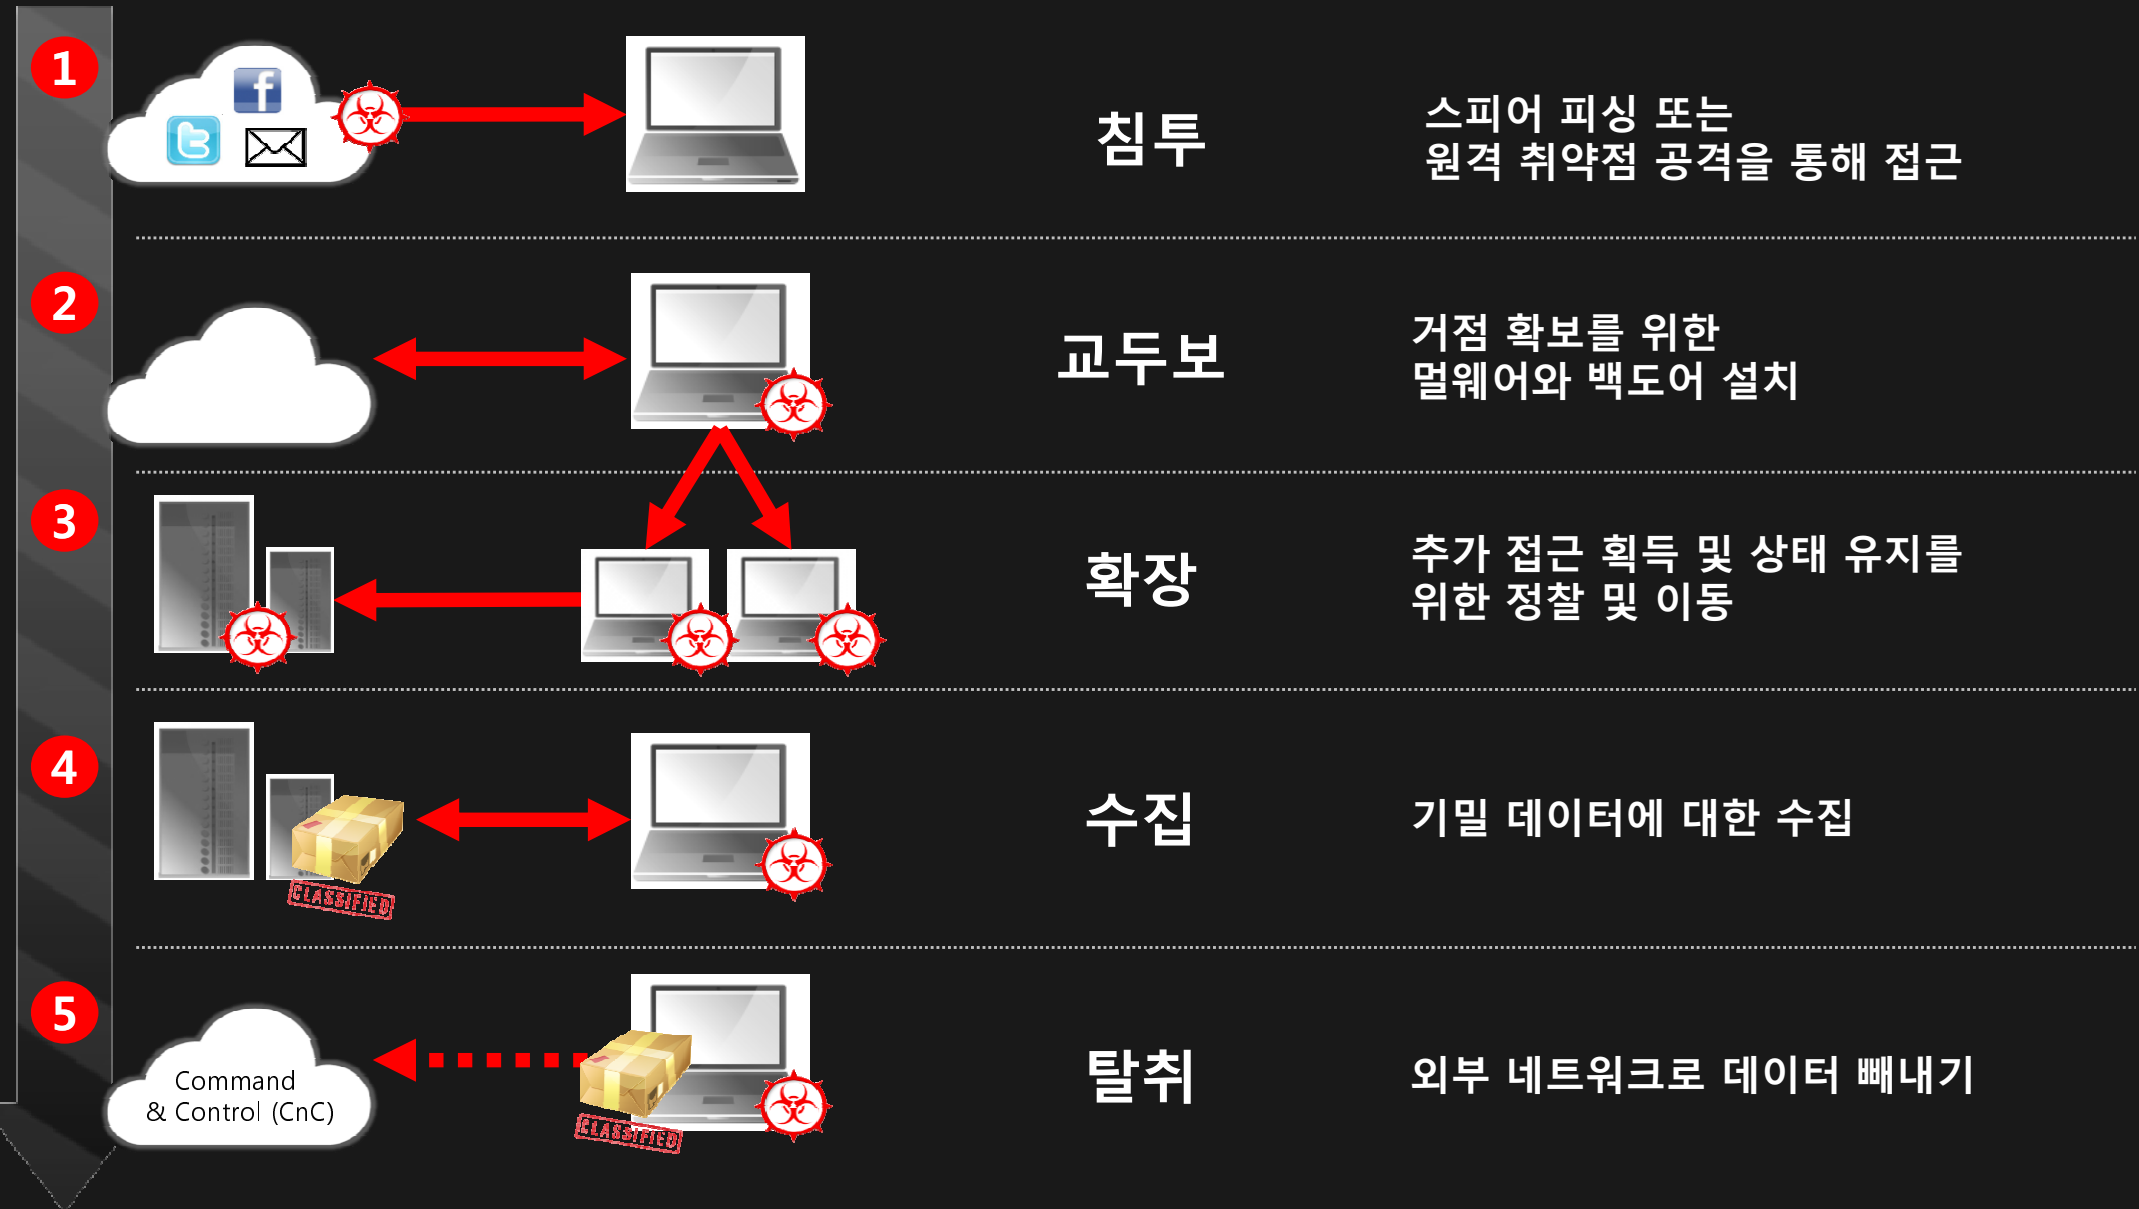 1
침투
스피어 피싱 또는
원격 취약점 공격을 통해 접근
2
교두보
거점 확보를 위한
멀웨어와 백도어 설치
3
확장
추가 접근 획득 및 상태 유지를
위한 정찰 및 이동
4
CLASSIFIED
수집
기밀 데이터에 대한 수집
5
Command
& Control (CnC)
CLASSIFIED
탈취
외부 네트워크로 데이터 빼내기